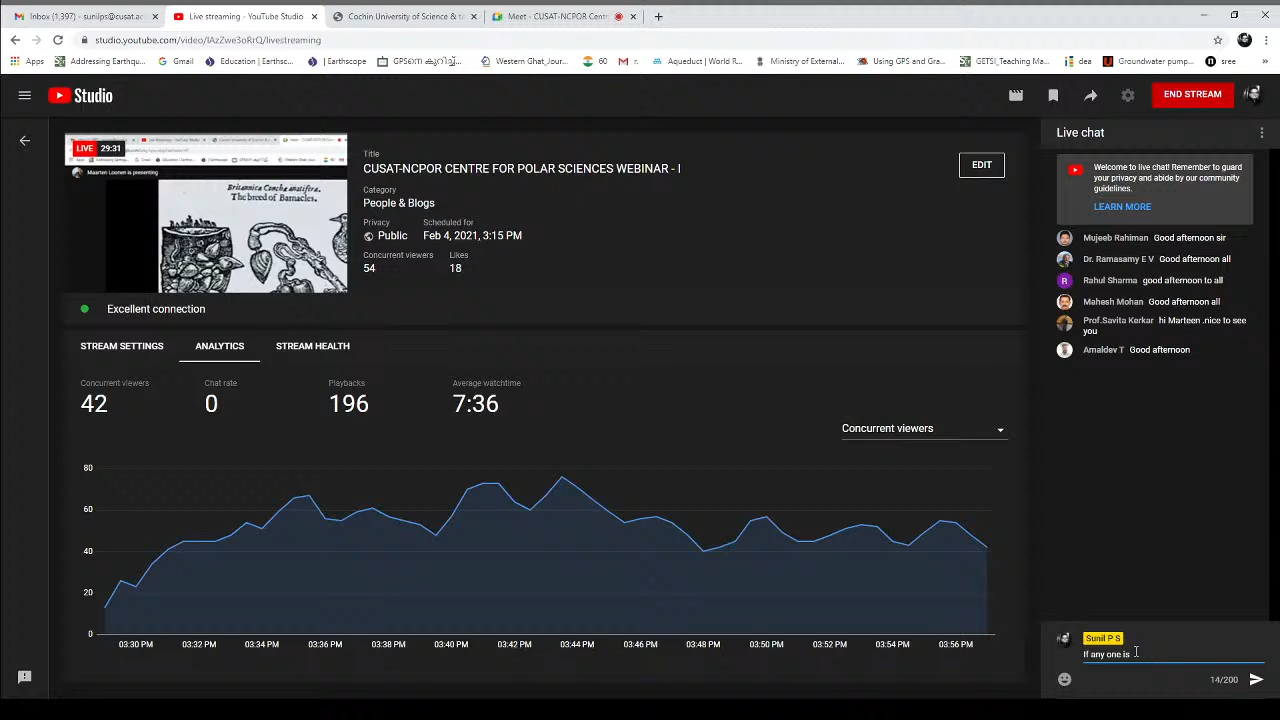 Inbox (1,397) - sunilps@cusat.ac
Live streaming - YouTube Studio
Cochin University of Science & te
Meet - CUSAT-NCPOR Centr
studio.youtube.com/video/lAzZwe3oRrQ/livestreaming
Apps
Addressing Earthqu...
Gmail
Education | Earthsc...
| Earthscope
Western Ghat_Jour...
60
r.
Aqueduct | World R...
Ministry of External...
Using GPS and Gra...
GETSI_Teaching Ma...
idea
Groundwater pump...
sree
Studio
END STREAM
LIVE 29:31
Maarten Loonen is presenting
Britannica Concha anatifera.
The breed of Barnacles.
Title
CUSAT-NCPOR CENTRE FOR POLAR SCIENCES WEBINAR - I
EDIT
Category
People & Blogs
Privacy
Scheduled for
Public
Feb 4, 2021, 3:15 PM
Concurrent viewers
Likes
54
18
Excellent connection
STREAM SETTINGS
ANALYTICS
STREAM HEALTH
Concurrent viewers
Chat rate
Playbacks
Average watchtime
42
0
196
7:36
Concurrent viewers
80
60
40
20
0
03:30 PM
03:32 PM
03:34 PM
03:36 PM
03:38 PM
03:40 PM
03:42 PM
03:44 PM
03:46 PM
03:48 PM
03:50 PM
03:52 PM
03:54 PM
03:56 PM
Live chat
Welcome to live chat! Remember to guard
your privacy and abide by our community
guidelines.
LEARN MORE
Mujeeb Rahiman Good afternoon sir
Dr. Ramasamy E V Good afternoon all
R
Rahul Sharma good afternoon to all
Mahesh Mohan Good afternoon all
Prof.Savita Kerkar hi Marteen .nice to see
you
Amaldev T Good afternoon
Sunil P S
If any one is
14/200